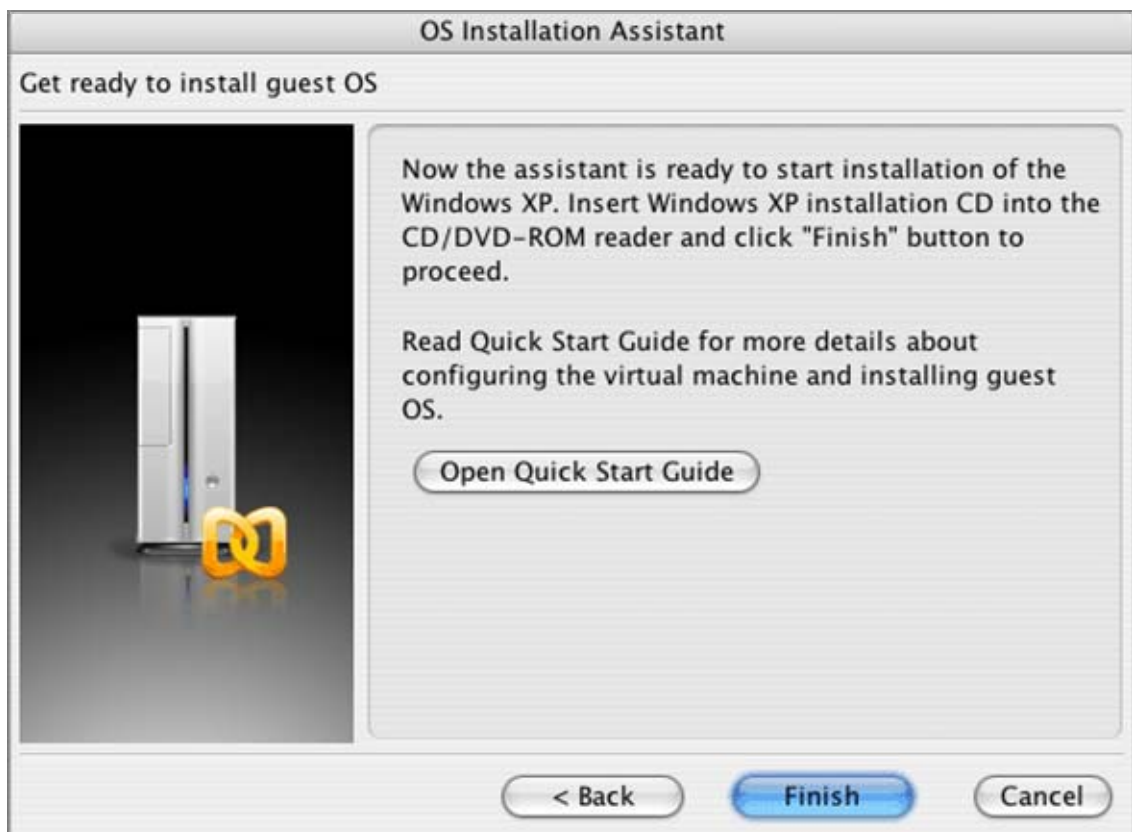 OS Installation Assistant
Get ready to install guest OS
Now the assistant is ready to start installation of the
Windows XP. Insert Windows XP installation CD into the
CD/DVD-ROM reader and click "Finish" button to
proceed.
Read Quick Start Guide for more details about
configuring the virtual machine and installing guest
OS.
Open Quick Start Guide
< Back
Finish
Cancel